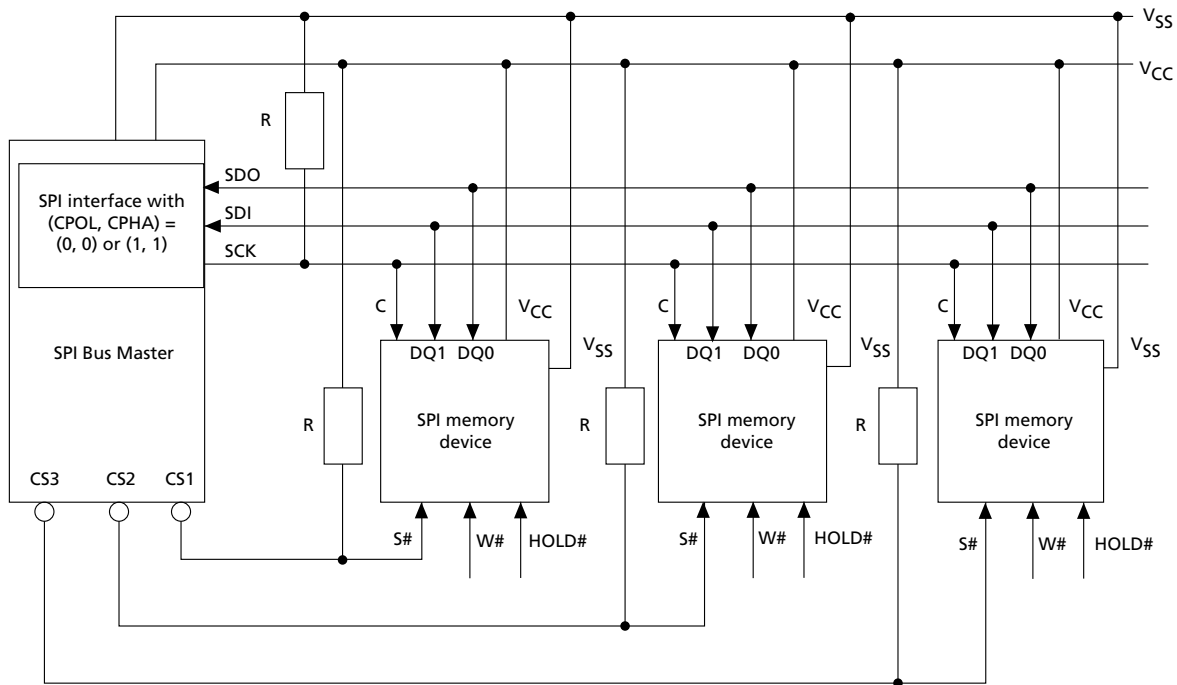 VSS
VCC
R
SDO
SPI interface with
(CPOL, CPHA) =
(0, 0) or (1, 1)
SDI
SCK
SPI Bus Master
CS3 CS2 CS1
C
VCC
VSS
DQ1 DQ0
R
SPI memory
device
S#
W#
HOLD#
C
VCC
VSS
DQ1 DQ0
R
SPI memory
device
S#
W#
HOLD#
C
VCC
VSS
DQ1 DQ0
R
SPI memory
device
S#
W#
HOLD#